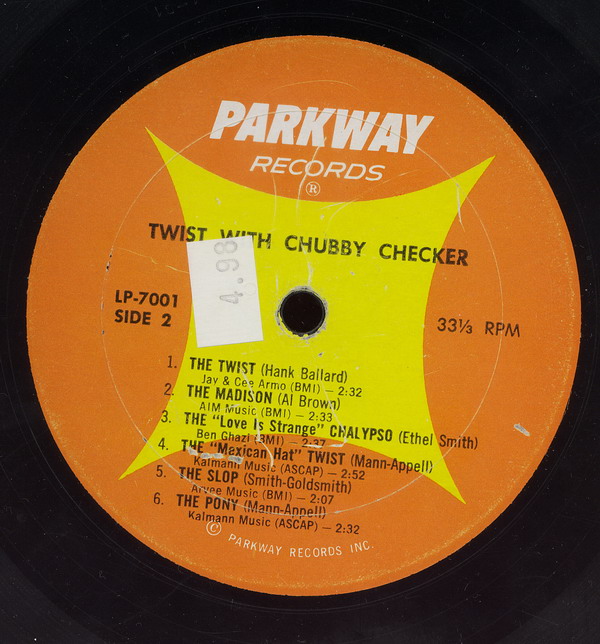 PARKWAY
RECORDS
®
TWIST WITH CHUBBY CHECKER
4.98
LP-7001
SIDE 2
33⅓ RPM
1. THE TWIST (Hank Ballard)
Jay & Cee Armo (BMI) — 2:32
2. THE MADISON (Al Brown)
AIM Music (BMI) — 2:33
3. THE "Love Is Strange" CHALYPSO (Ethel Smith)
Ben Ghazi (BMI) — 2:37
4. THE "Mexican Hat" TWIST (Mann-Appell)
Kalmann Music (ASCAP) — 2:52
5. THE SLOP (Smith-Goldsmith)
Arvee Music (BMI) — 2:07
6. THE PONY (Mann-Appell)
Kalmann Music (ASCAP) — 2:32
© PARKWAY RECORDS INC.